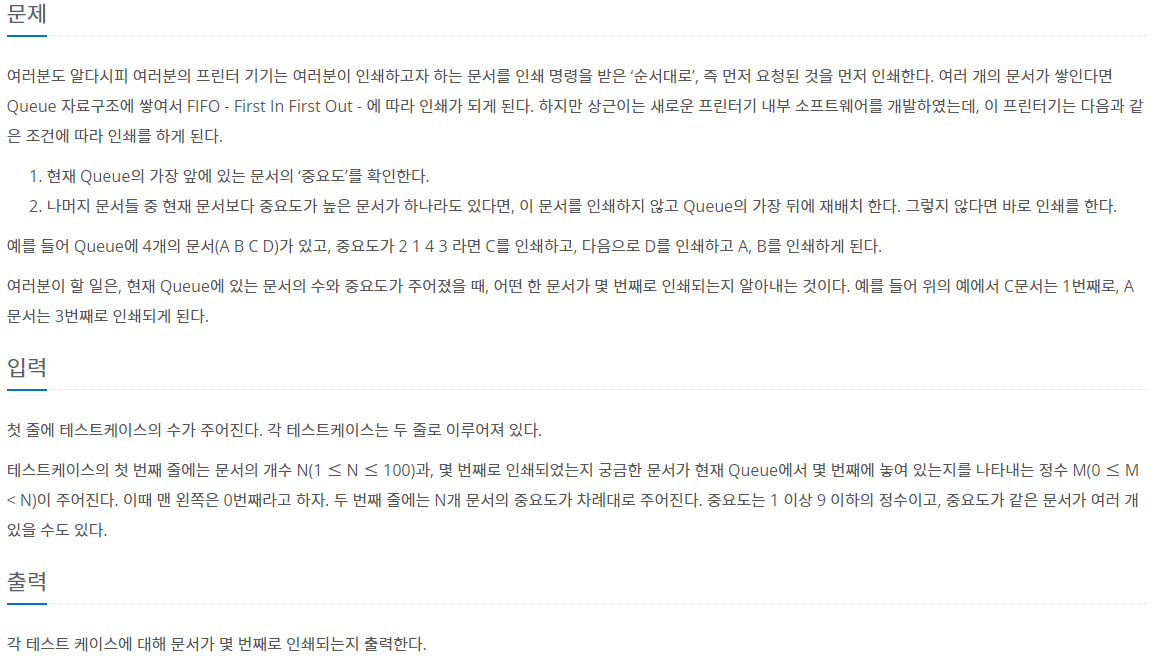 문제
여러분도 알다시피 여러분의 프린터 기기는 여러분이 인쇄하고자 하는 문서를 인쇄 명령을 받은 ‘순서대로’, 즉 먼저 요청된 것을 먼저 인쇄한다. 여러 개의 문서가 쌓인다면
Queue 자료구조에 쌓여서 FIFO - First In First Out - 에 따라 인쇄가 되게 된다. 하지만 상근이는 새로운 프린터기 내부 소프트웨어를 개발하였는데, 이 프린터기는 다음과 같
은 조건에 따라 인쇄를 하게 된다.
1. 현재 Queue의 가장 앞에 있는 문서의 ‘중요도’를 확인한다.
2. 나머지 문서들 중 현재 문서보다 중요도가 높은 문서가 하나라도 있다면, 이 문서를 인쇄하지 않고 Queue의 가장 뒤에 재배치 한다. 그렇지 않다면 바로 인쇄를 한다.
예를 들어 Queue에 4개의 문서(A B C D)가 있고, 중요도가 2 1 4 3 라면 C를 인쇄하고, 다음으로 D를 인쇄하고 A, B를 인쇄하게 된다.
여러분이 할 일은, 현재 Queue에 있는 문서의 수와 중요도가 주어졌을 때, 어떤 한 문서가 몇 번째로 인쇄되는지 알아내는 것이다. 예를 들어 위의 예에서 C문서는 1번째로, A
문서는 3번째로 인쇄되게 된다.
입력
첫 줄에 테스트케이스의 수가 주어진다. 각 테스트케이스는 두 줄로 이루어져 있다.
테스트케이스의 첫 번째 줄에는 문서의 개수 N(1 ≤ N ≤ 100)과, 몇 번째로 인쇄되었는지 궁금한 문서가 현재 Queue에서 몇 번째에 놓여 있는지를 나타내는 정수 M(0 ≤ M
< N)이 주어진다. 이때 맨 왼쪽은 0번째라고 하자. 두 번째 줄에는 N개 문서의 중요도가 차례대로 주어진다. 중요도는 1 이상 9 이하의 정수이고, 중요도가 같은 문서가 여러 개
있을 수도 있다.
출력
각 테스트 케이스에 대해 문서가 몇 번째로 인쇄되는지 출력한다.